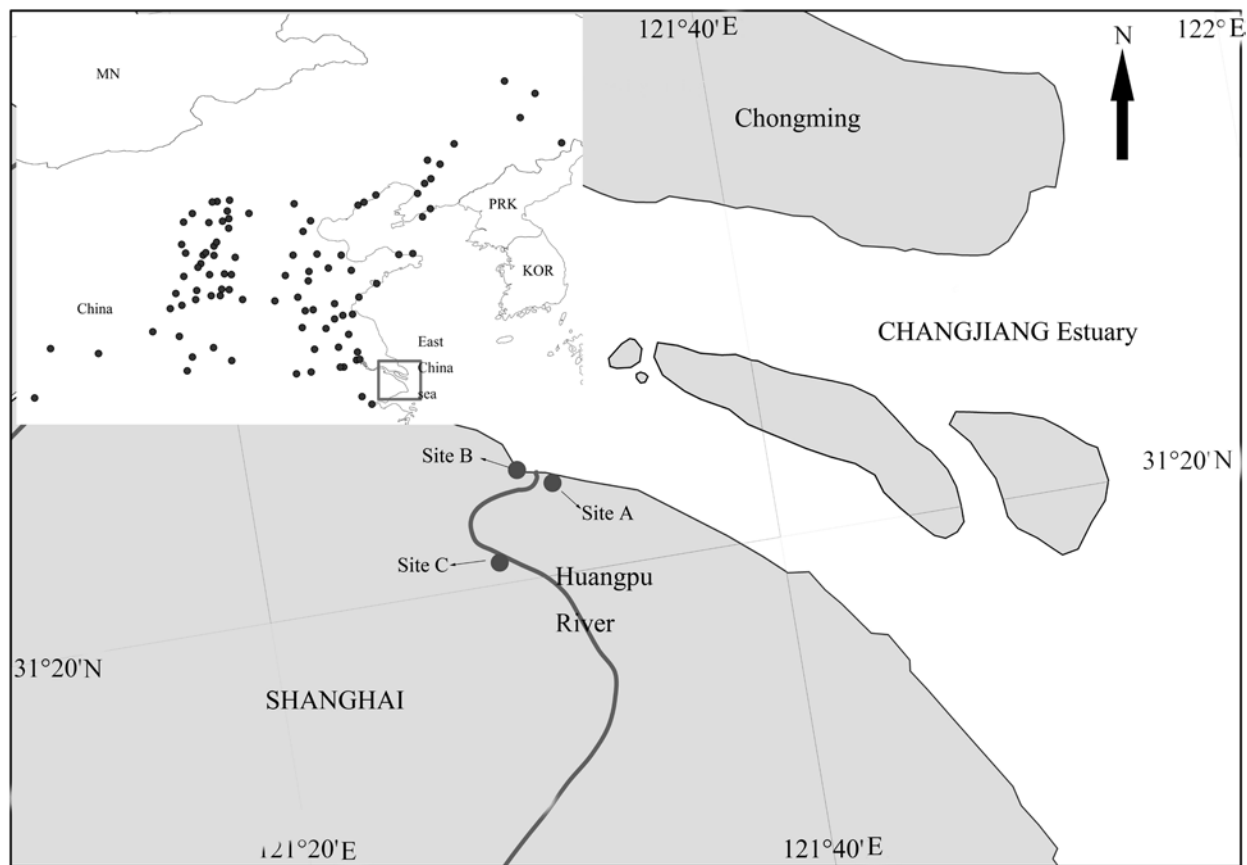 121°40'E
122°E
N
MN
Chongming
PRK
KOR
China
East
China
sea
CHANGJIANG Estuary
Site B
31°20'N
Site A
Site C
Huangpu
River
31°20'N
SHANGHAI
121°20'E
121°40'E